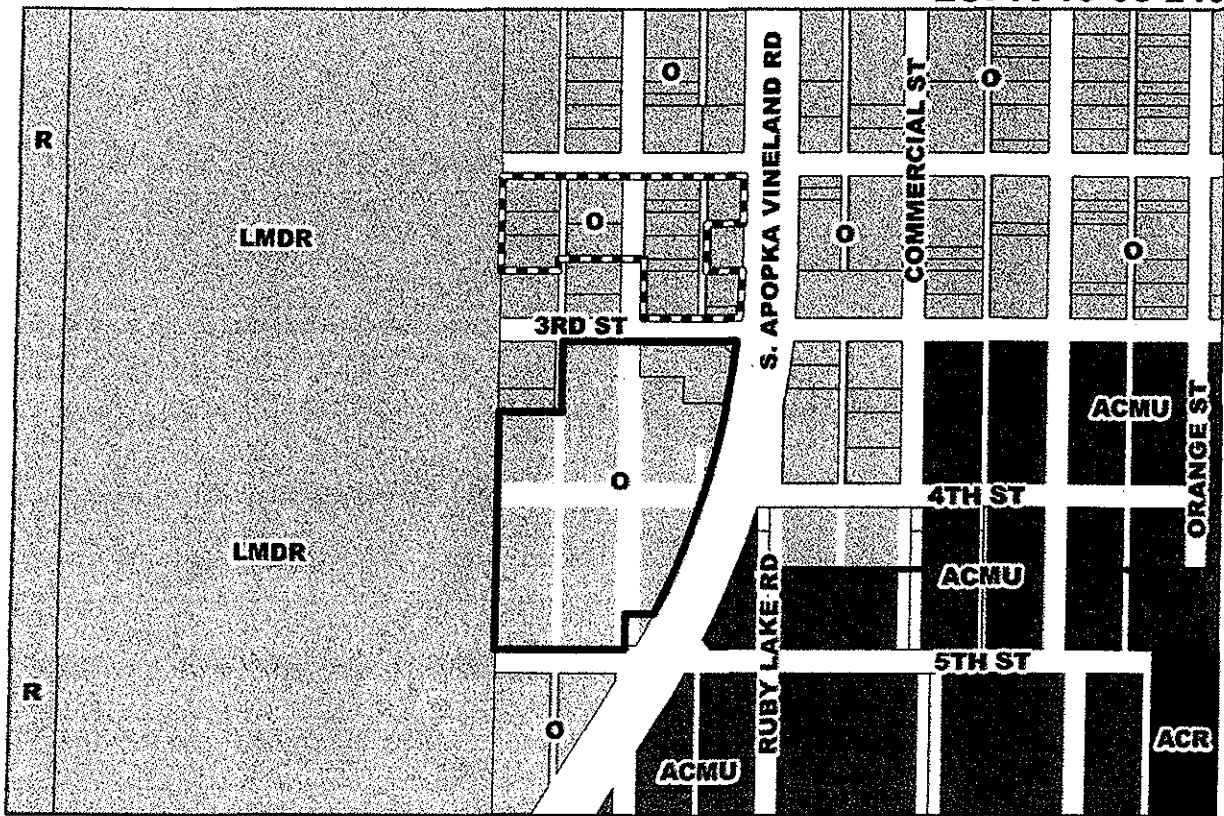 O
O
R
S. APOPKA VINELAND RD
COMMERCIAL ST
LMDR
O
O
O
3RD ST
ACMU
ORANGE ST
O
4TH ST
LMDR
ACMU
RUBY LAKE RD
5TH ST
R
O
ACMU
ACR